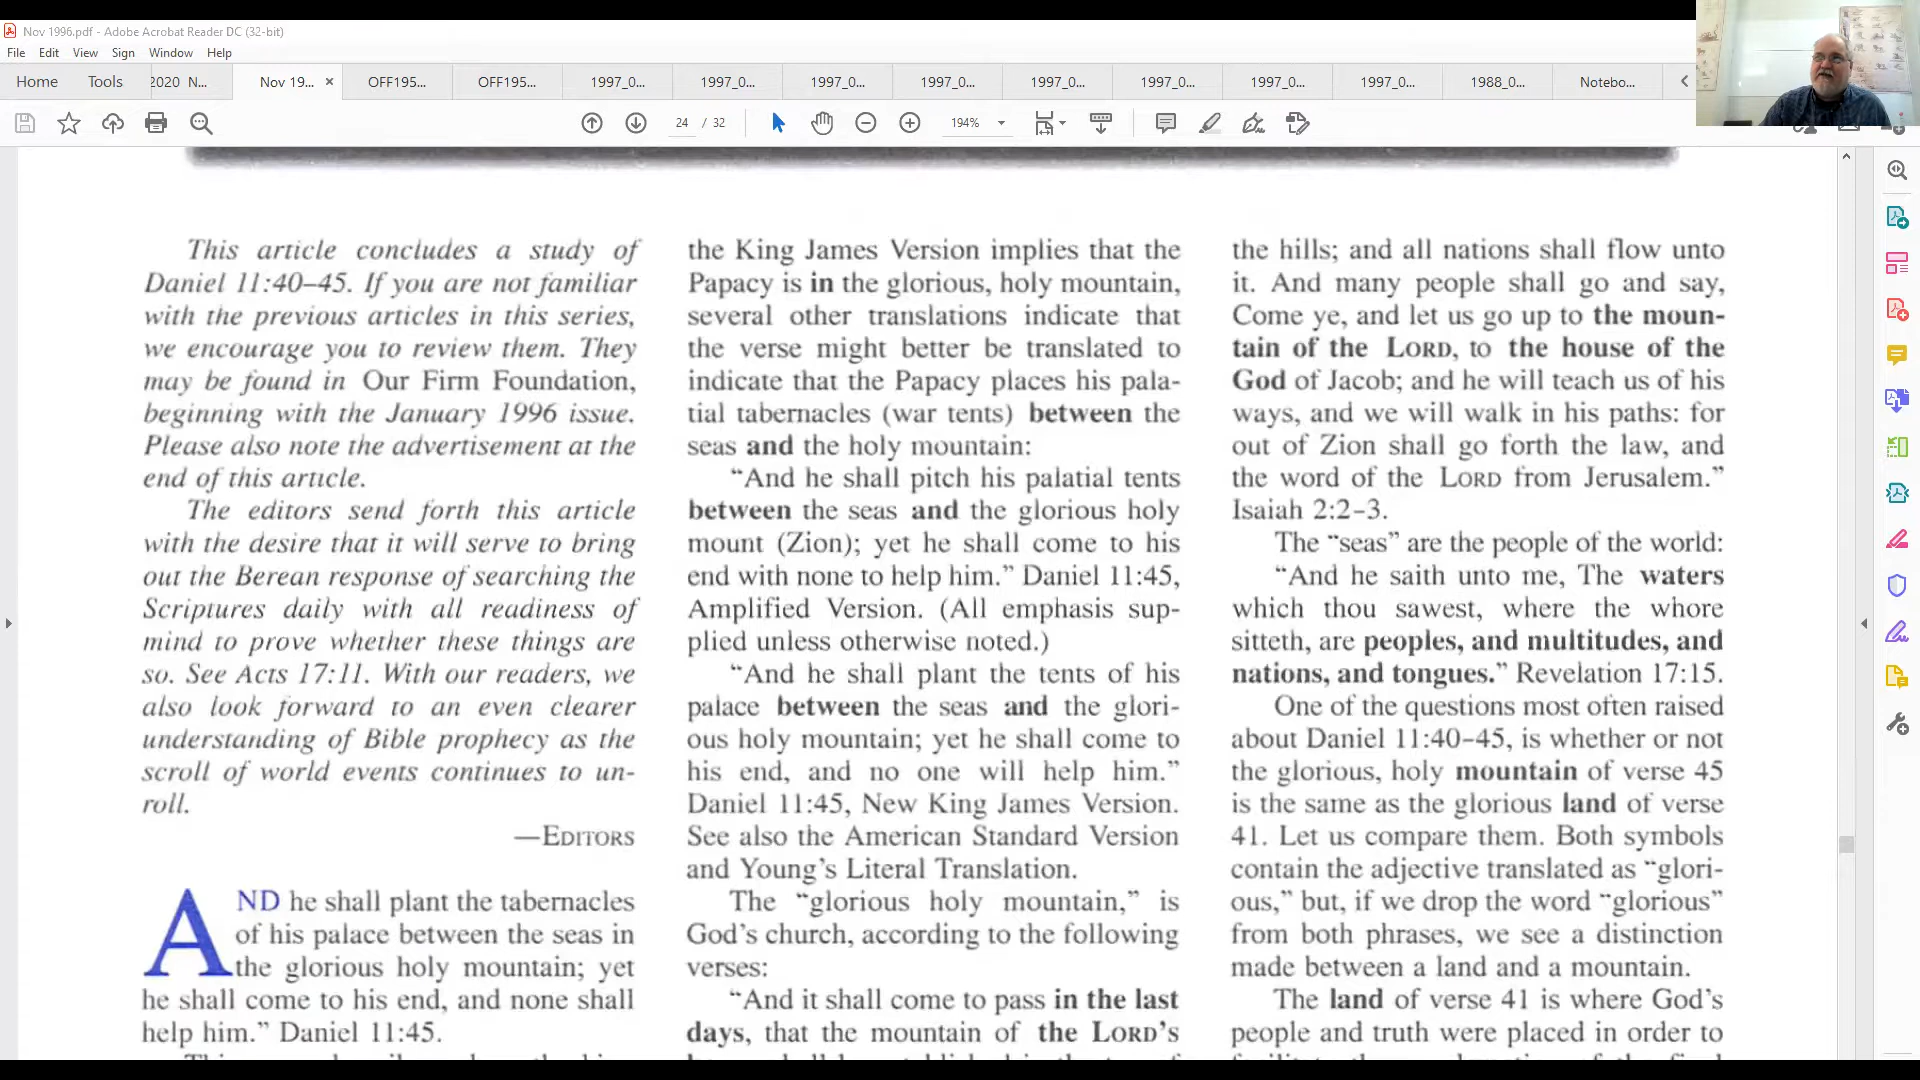 Nov 1996.pdf - Adobe Acrobat Reader DC (32-bit)
File Edit View Sign Window Help
Home Tools 2020 N... Nov 19... × OFF195... OFF195... 1997_0... 1997_0... 1997_0... 1997_0... 1997_0... 1997_0... 1997_0... 1997_0... 1988_0... Notebo...
24 / 32 194%
This article concludes a study of
Daniel 11:40–45. If you are not familiar
with the previous articles in this series,
we encourage you to review them. They
may be found in Our Firm Foundation,
beginning with the January 1996 issue.
Please also note the advertisement at the
end of this article.
The editors send forth this article
with the desire that it will serve to bring
out the Berean response of searching the
Scriptures daily with all readiness of
mind to prove whether these things are
so. See Acts 17:11. With our readers, we
also look forward to an even clearer
understanding of Bible prophecy as the
scroll of world events continues to un-
roll.
—EDITORS
AND he shall plant the tabernacles
of his palace between the seas in
the glorious holy mountain; yet
he shall come to his end, and none shall
help him.” Daniel 11:45.
the King James Version implies that the
Papacy is in the glorious, holy mountain,
several other translations indicate that
the verse might better be translated to
indicate that the Papacy places his pala-
tial tabernacles (war tents) between the
seas and the holy mountain:
“And he shall pitch his palatial tents
between the seas and the glorious holy
mount (Zion); yet he shall come to his
end with none to help him.” Daniel 11:45,
Amplified Version. (All emphasis sup-
plied unless otherwise noted.)
“And he shall plant the tents of his
palace between the seas and the glori-
ous holy mountain; yet he shall come to
his end, and no one will help him.”
Daniel 11:45, New King James Version.
See also the American Standard Version
and Young’s Literal Translation.
The “glorious holy mountain,” is
God’s church, according to the following
verses:
“And it shall come to pass in the last
days, that the mountain of the LORD’S
the hills; and all nations shall flow unto
it. And many people shall go and say,
Come ye, and let us go up to the moun-
tain of the LORD, to the house of the
God of Jacob; and he will teach us of his
ways, and we will walk in his paths: for
out of Zion shall go forth the law, and
the word of the LORD from Jerusalem.”
Isaiah 2:2–3.
The “seas” are the people of the world:
“And he saith unto me, The waters
which thou sawest, where the whore
sitteth, are peoples, and multitudes, and
nations, and tongues.” Revelation 17:15.
One of the questions most often raised
about Daniel 11:40–45, is whether or not
the glorious, holy mountain of verse 45
is the same as the glorious land of verse
41. Let us compare them. Both symbols
contain the adjective translated as “glori-
ous,” but, if we drop the word “glorious”
from both phrases, we see a distinction
made between a land and a mountain.
The land of verse 41 is where God’s
people and truth were placed in order to